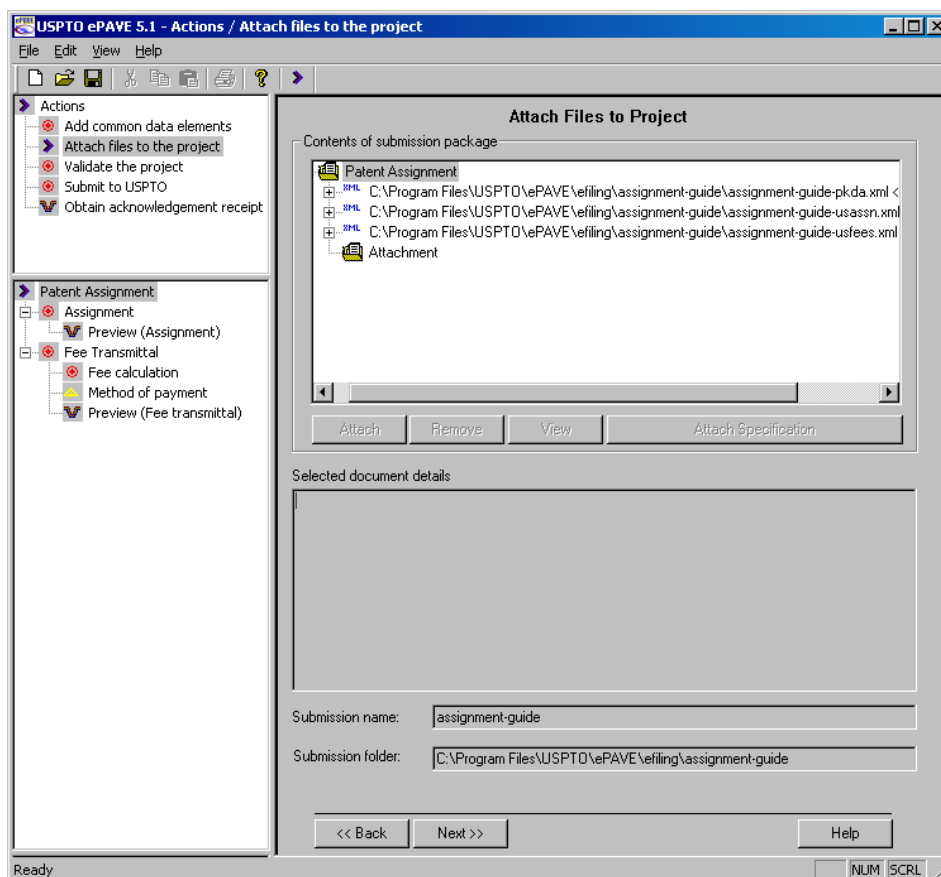 USPTO ePAVE 5.1 - Actions / Attach files to the project
File Edit View Help
Actions
Add common data elements
Attach files to the project
Validate the project
Submit to USPTO
Obtain acknowledgement receipt
Patent Assignment
Assignment
Preview (Assignment)
Fee Transmittal
Fee calculation
Method of payment
Preview (Fee transmittal)
Attach Files to Project
Contents of submission package
Patent Assignment
XML C:\Program Files\USPTO\ePAVE\efiling\assignment-guide\assignment-guide-pkda.xml <
XML C:\Program Files\USPTO\ePAVE\efiling\assignment-guide\assignment-guide-usassn.xml
XML C:\Program Files\USPTO\ePAVE\efiling\assignment-guide\assignment-guide-usfees.xml
Attachment
Attach Remove View Attach Specification
Selected document details
Submission name: assignment-guide
Submission folder: C:\Program Files\USPTO\ePAVE\efiling\assignment-guide
<< Back Next >> Help
Ready NUM SCRL